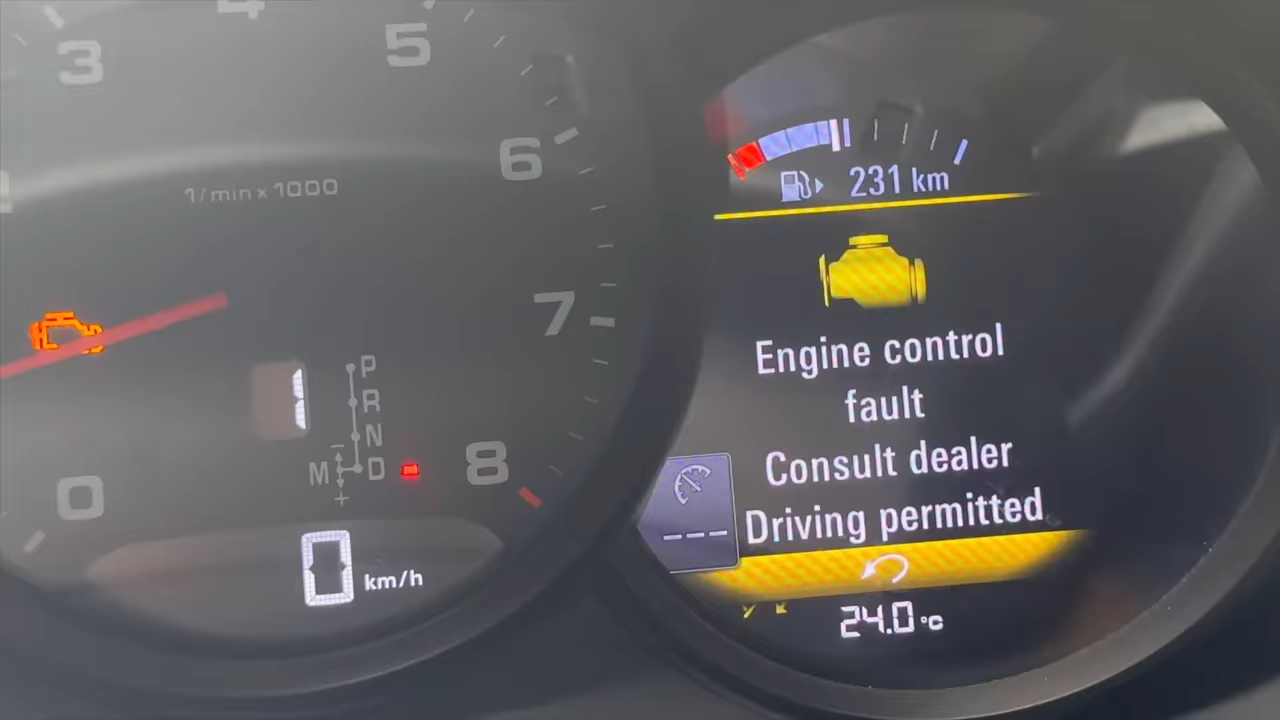 3
4
5
6
7
8
0
1/min x 1000
1
P
R
N
M D
-
+
0 km/h
231 km
Engine control
fault
Consult dealer
Driving permitted
---
24.0 °C